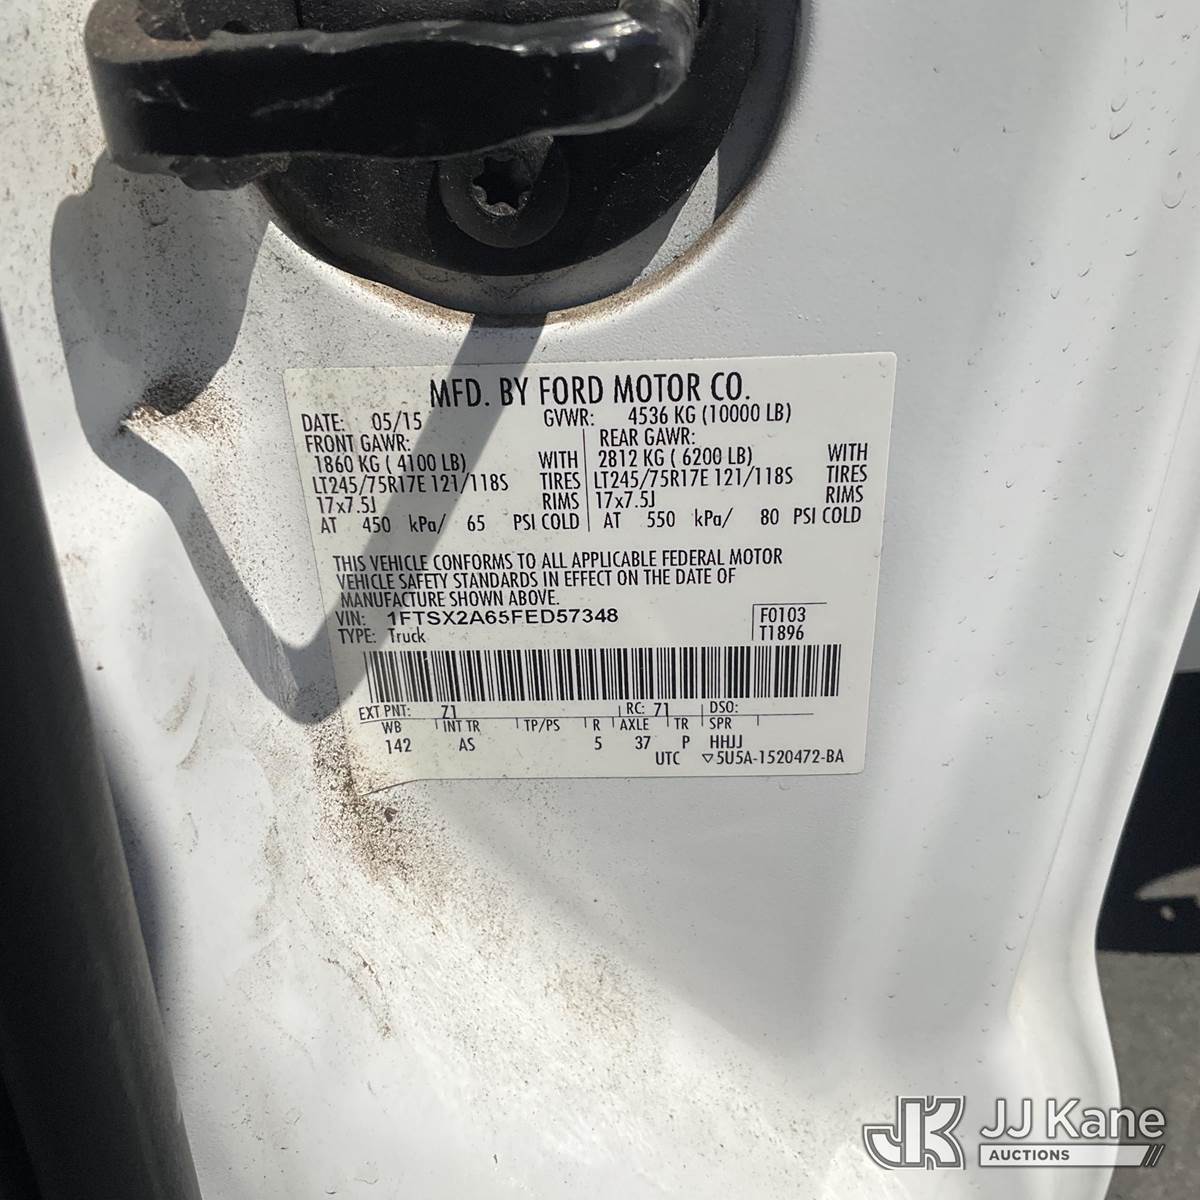 MFD. BY FORD MOTOR CO.
DATE: 05/15 GVWR: 4536 KG (10000 LB)
FRONT GAWR: REAR GAWR:
1860 KG ( 4100 LB) WITH 2812 KG ( 6200 LB) WITH
LT245/75R17E 121/118S TIRES LT245/75R17E 121/118S TIRES
17x7.5J RIMS 17x7.5J RIMS
AT 450 kPa/ 65 PSI COLD AT 550 kPa/ 80 PSI COLD
THIS VEHICLE CONFORMS TO ALL APPLICABLE FEDERAL MOTOR
VEHICLE SAFETY STANDARDS IN EFFECT ON THE DATE OF
MANUFACTURE SHOWN ABOVE.
VIN: 1FTSX2A65FED57348 F0103
TYPE: Truck T1896
EXT PNT: Z1 RC: 71 DSO:
WB INT TR TP/PS R AXLE TR SPR
142 AS 5 37 P HHJJ
UTC ▽5U5A-1520472-BA
JK JJ Kane
AUCTIONS